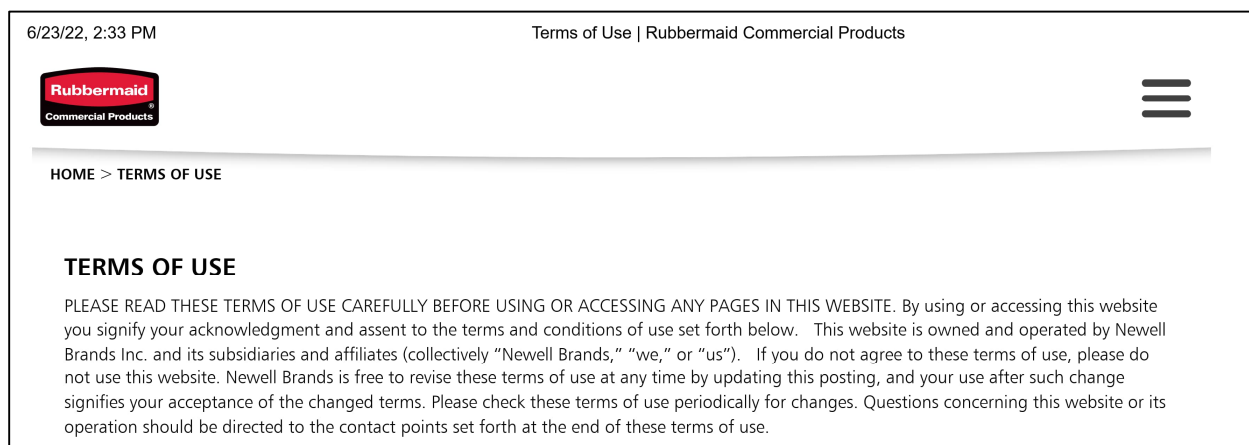 6/23/22, 2:33 PM Terms of Use | Rubbermaid Commercial Products
Rubbermaid
®
Commercial Products
HOME > TERMS OF USE
TERMS OF USE
PLEASE READ THESE TERMS OF USE CAREFULLY BEFORE USING OR ACCESSING ANY PAGES IN THIS WEBSITE. By using or accessing this website
you signify your acknowledgment and assent to the terms and conditions of use set forth below.   This website is owned and operated by Newell
Brands Inc. and its subsidiaries and affiliates (collectively “Newell Brands,” “we,” or “us”).   If you do not agree to these terms of use, please do
not use this website. Newell Brands is free to revise these terms of use at any time by updating this posting, and your use after such change
signifies your acceptance of the changed terms. Please check these terms of use periodically for changes. Questions concerning this website or its
operation should be directed to the contact points set forth at the end of these terms of use.